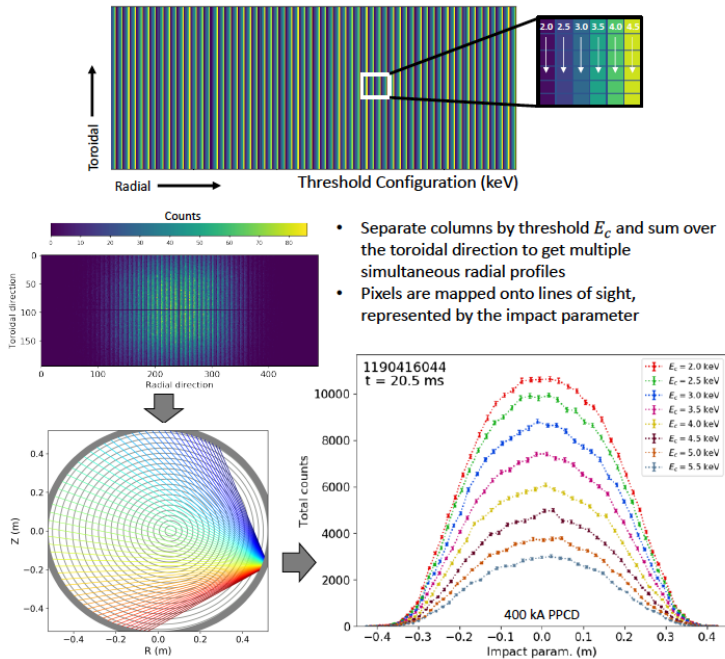 2.0 2.5 3.0 3.5 4.0 4.5
Toroidal
Radial
Threshold Configuration (keV)
Counts
0 20 40 60 80
Toroidal direction
0
50
100
150
0 100 200 300 400
Radial direction
• Separate columns by threshold E_c and sum over
the toroidal direction to get multiple
simultaneous radial profiles
• Pixels are mapped onto lines of sight,
represented by the impact parameter
Z (m)
0.4
0.2
0.0
−0.2
−0.4
−0.4 −0.2 0.0 0.2 0.4
R (m)
1190416044
t = 20.5 ms
E_c = 2.0 keV
E_c = 2.5 keV
E_c = 3.0 keV
E_c = 3.5 keV
E_c = 4.0 keV
E_c = 4.5 keV
E_c = 5.0 keV
E_c = 5.5 keV
Total counts
10000
8000
6000
4000
2000
0
400 kA PPCD
−0.4 −0.3 −0.2 −0.1 0.0 0.1 0.2 0.3 0.4
Impact param. (m)